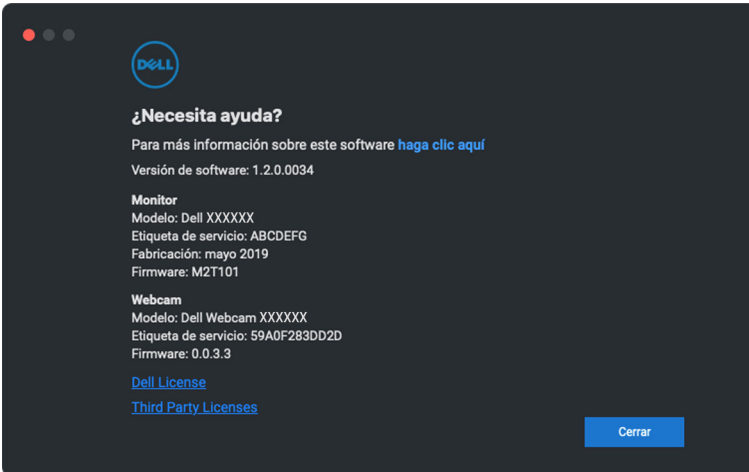 DELL
¿Necesita ayuda?
Para más información sobre este software haga clic aquí
Versión de software: 1.2.0.0034
Monitor
Modelo: Dell XXXXXX
Etiqueta de servicio: ABCDEFG
Fabricación: mayo 2019
Firmware: M2T101
Webcam
Modelo: Dell Webcam XXXXXX
Etiqueta de servicio: 59A0F283DD2D
Firmware: 0.0.3.3
Dell License
Third Party Licenses
Cerrar